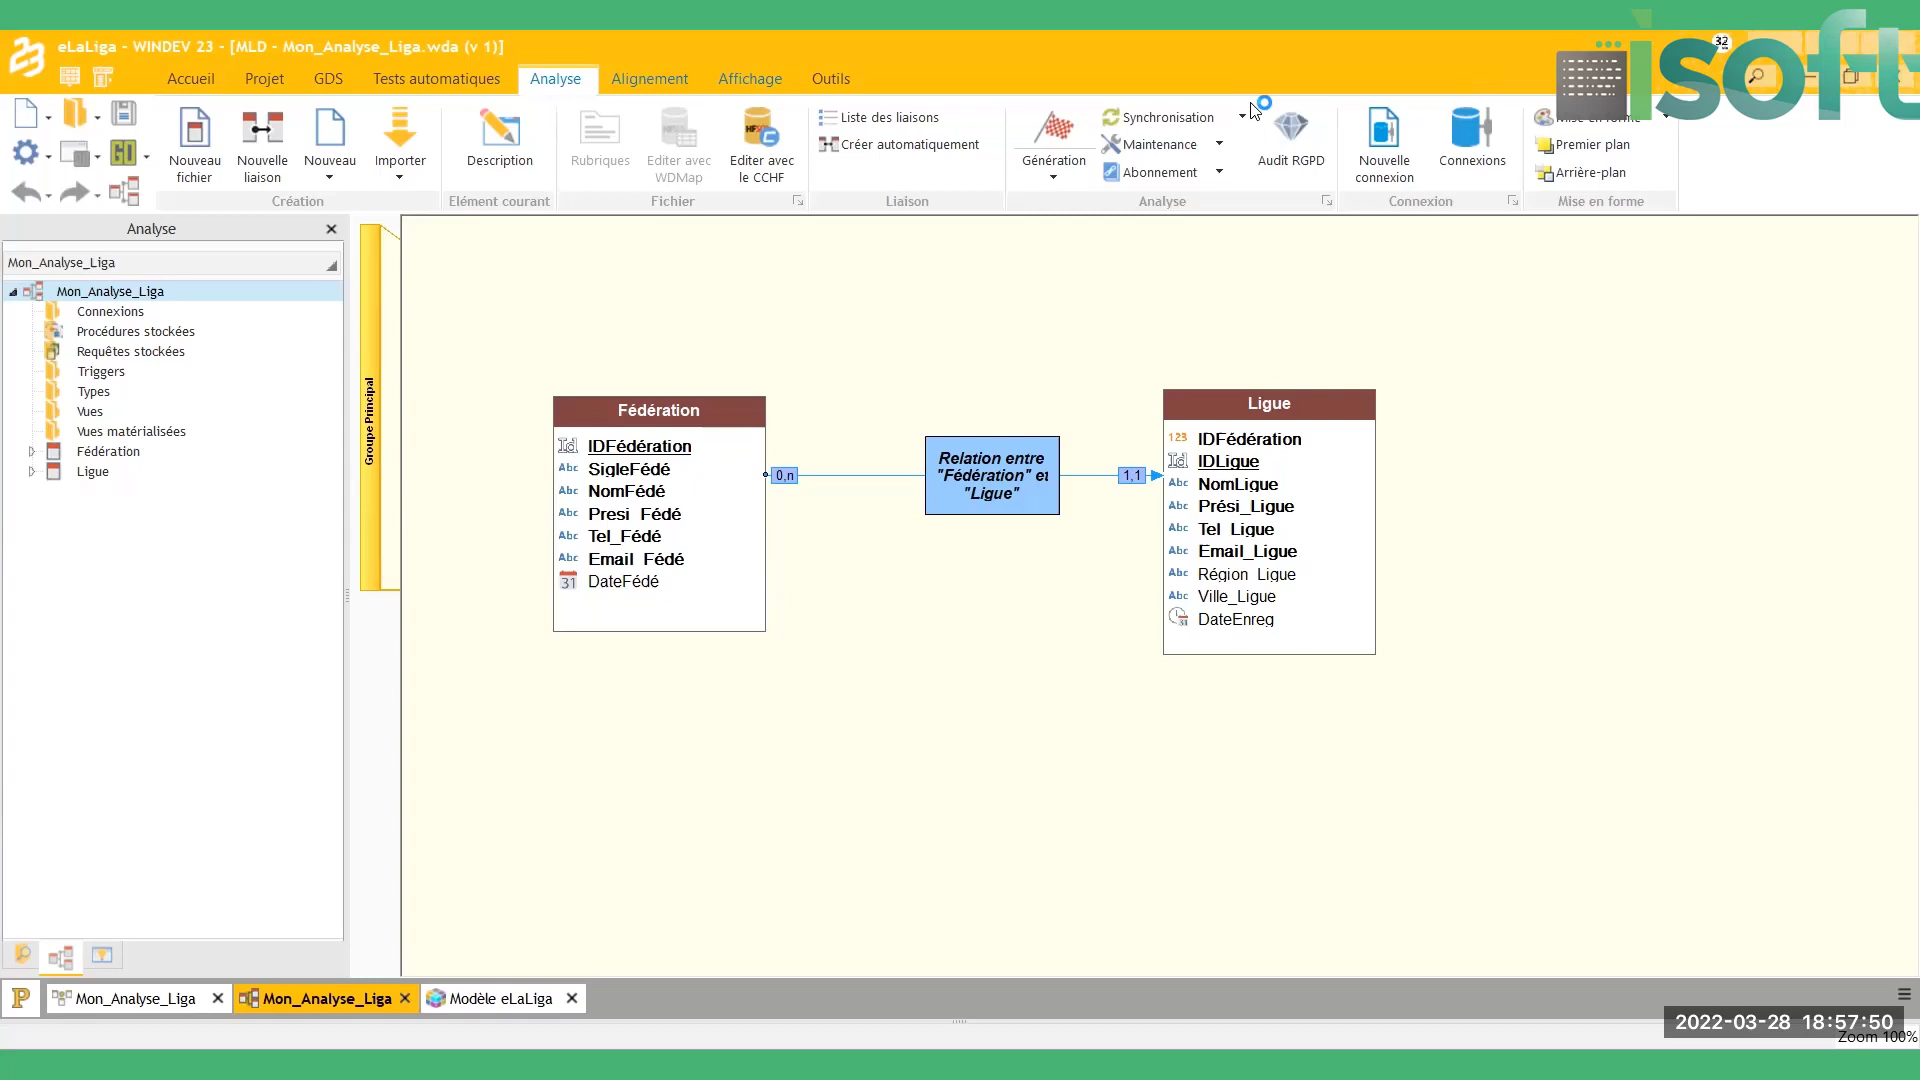 eLaLiga - WINDEV 23 - [MLD - Mon_Analyse_Liga.wda (v 1)]
32
isoft
Accueil
Projet
GDS
Tests automatiques
Analyse
Alignement
Affichage
Outils
Nouveau fichier
Nouvelle liaison
Nouveau
Importer
Création
Description
Elément courant
Rubriques
Editer avec WDMap
Editer avec le CCHF
Fichier
Liste des liaisons
Créer automatiquement
Liaison
Génération
Synchronisation
Maintenance
Abonnement
Audit RGPD
Analyse
Nouvelle connexion
Connexions
Connexion
Mise en forme
Premier plan
Arrière-plan
Mise en forme
Analyse
Mon_Analyse_Liga
Mon_Analyse_Liga
Connexions
Procédures stockées
Requêtes stockées
Triggers
Types
Vues
Vues matérialisées
Fédération
Ligue
Groupe Principal
Fédération
IDFédération
SigleFédé
NomFédé
Presi_Fédé
Tel_Fédé
Email_Fédé
DateFédé
0,n
Relation entre
"Fédération" et
"Ligue"
1,1
Ligue
IDFédération
IDLigue
NomLigue
Prési_Ligue
Tel_Ligue
Email_Ligue
Région_Ligue
Ville_Ligue
DateEnreg
Mon_Analyse_Liga
Mon_Analyse_Liga
Modèle eLaLiga
2022-03-28 18:57:50
Zoom 100%